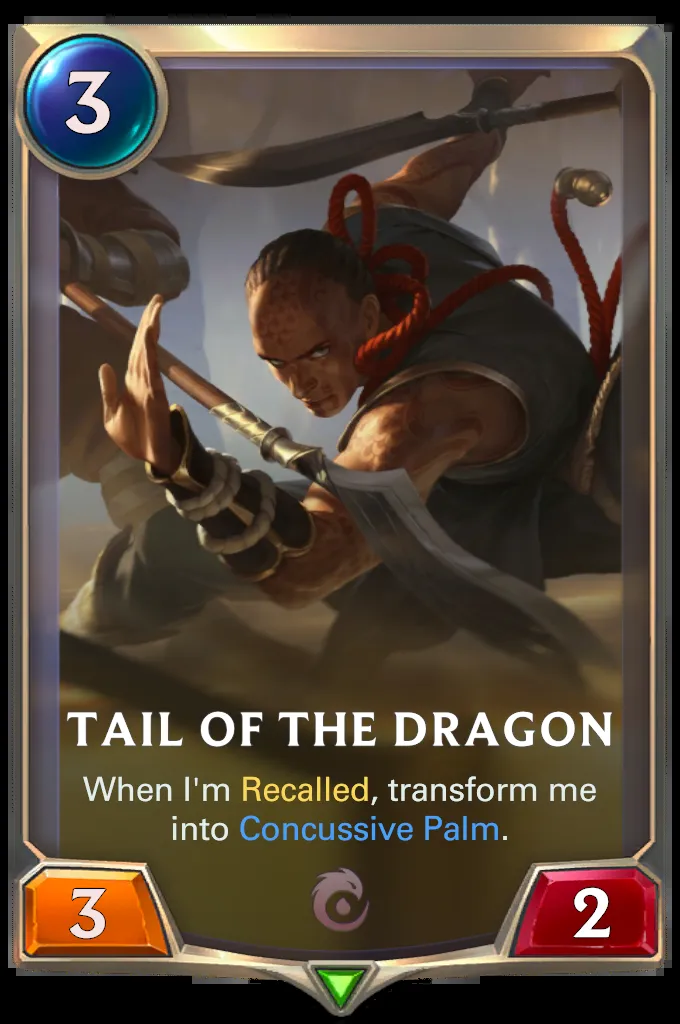 3
TAIL OF THE DRAGON
When I'm Recalled, transform me
into Concussive Palm.
3
2